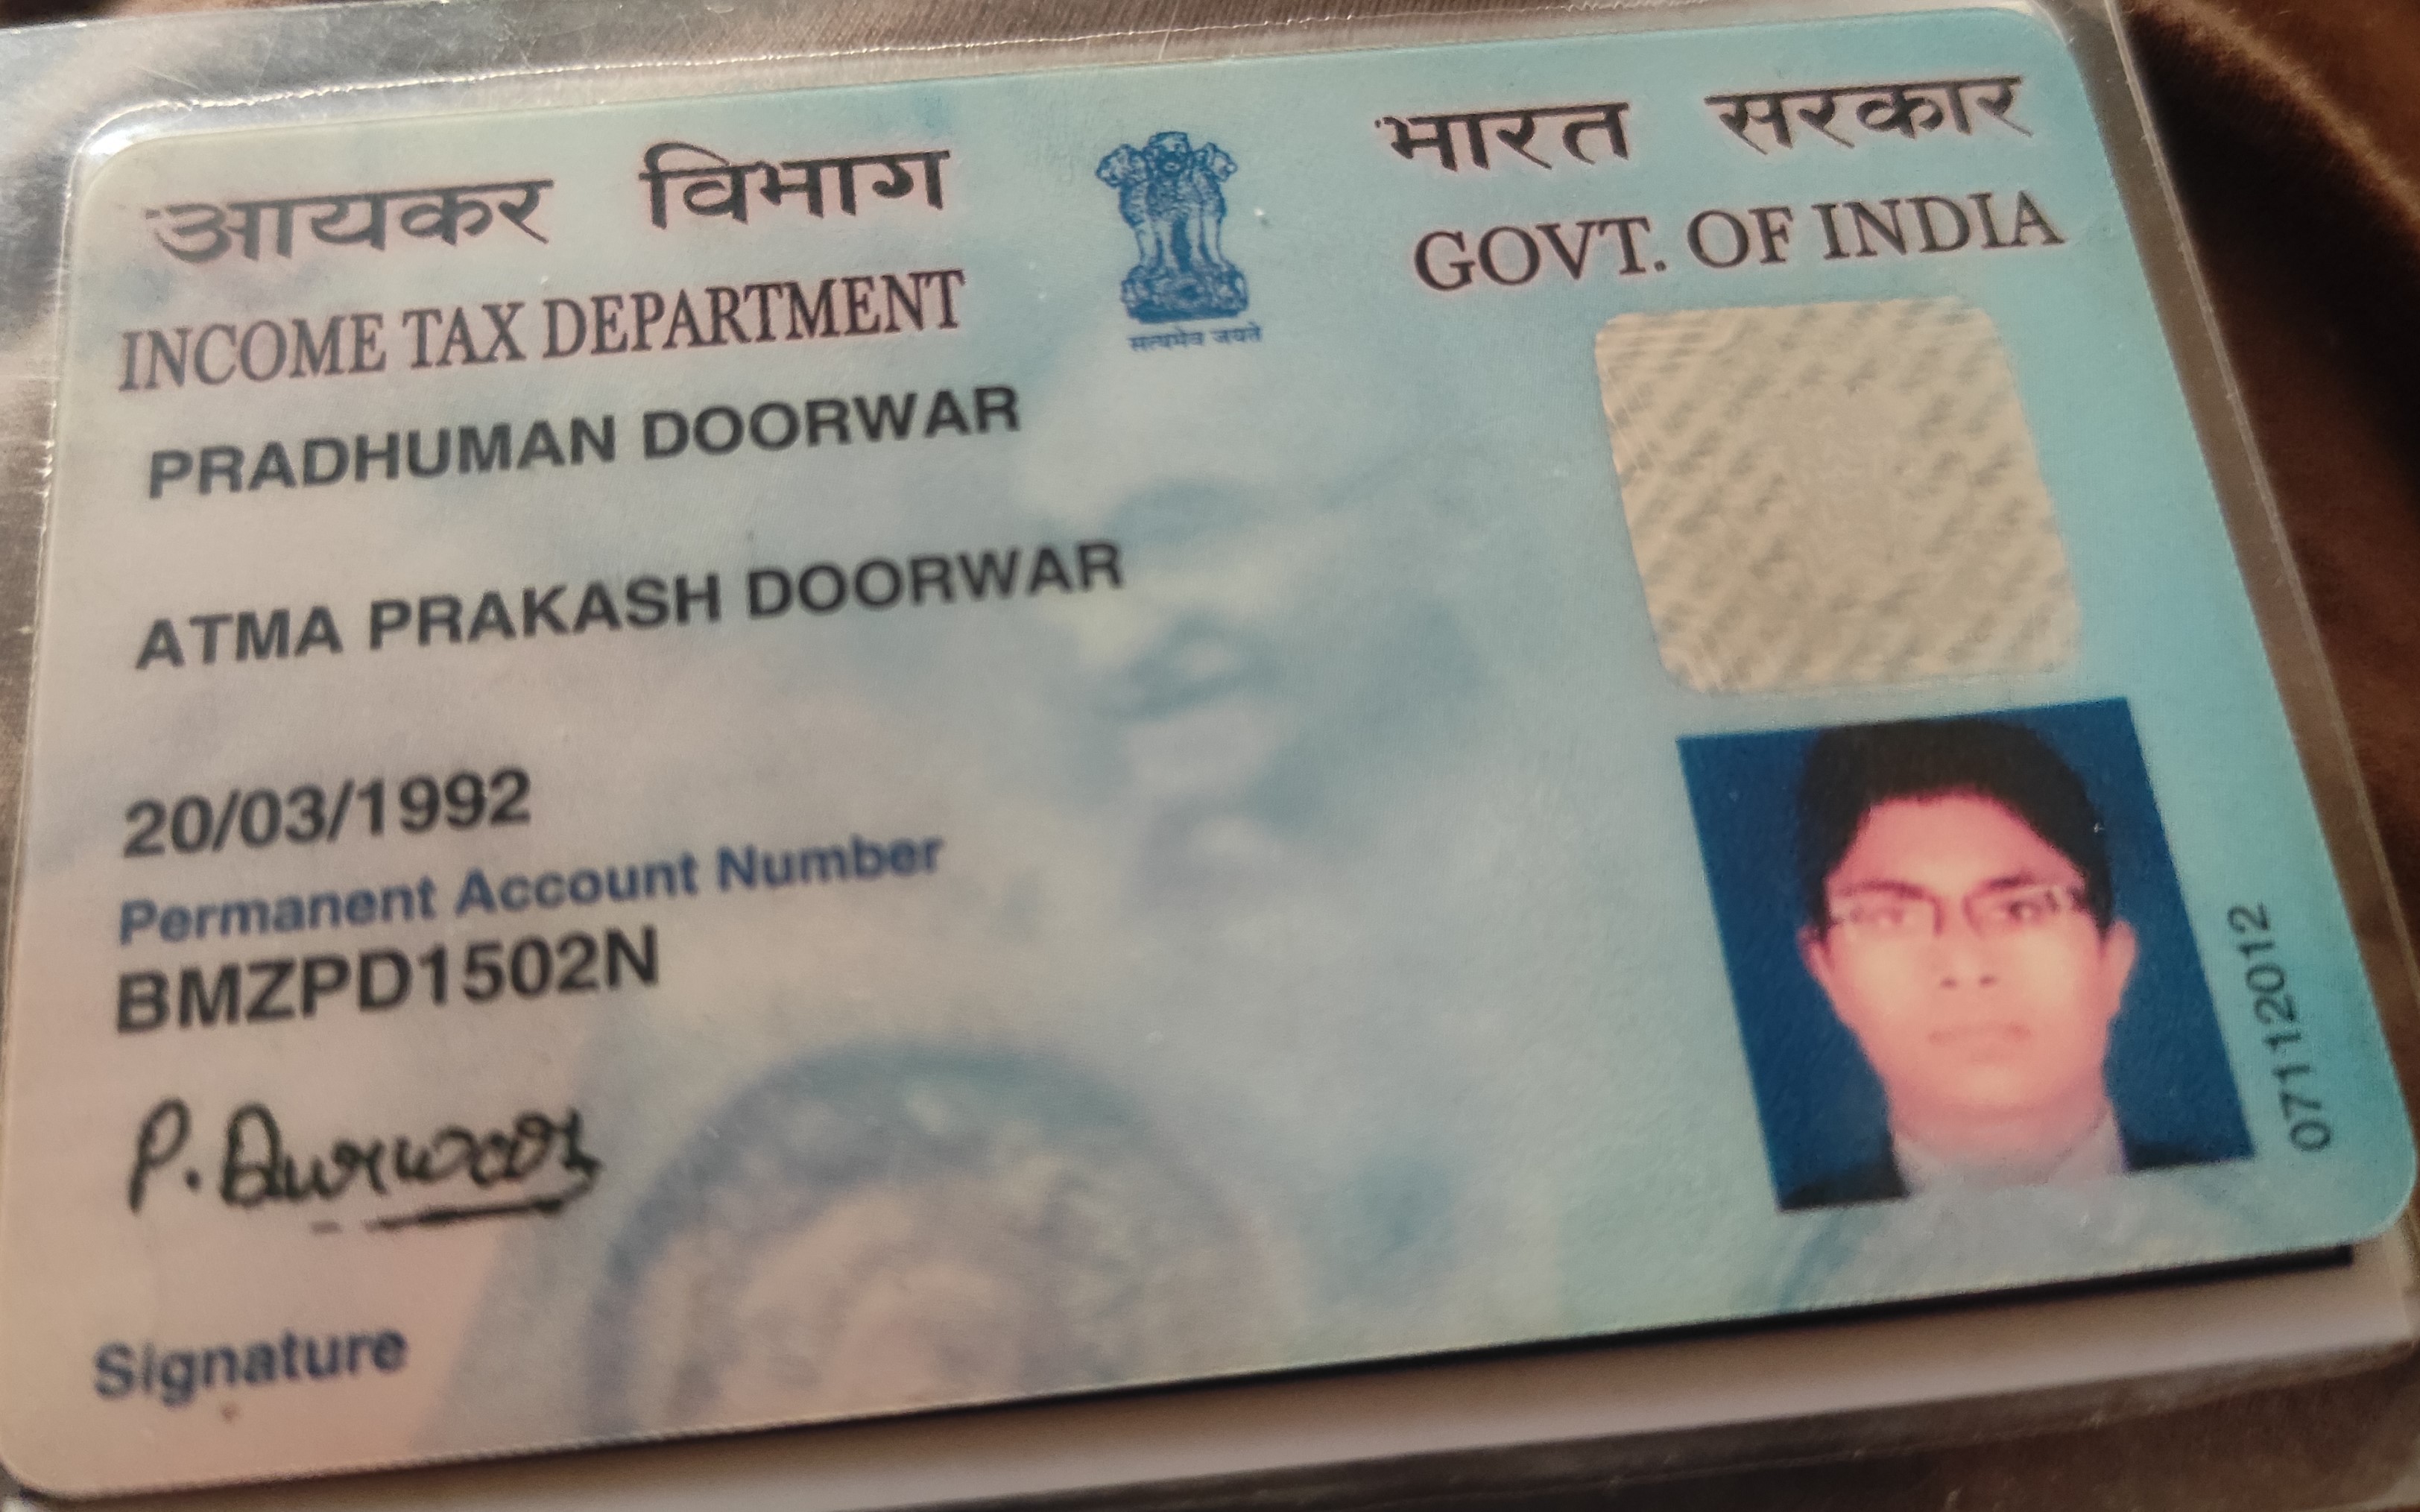 आयकर विभाग
INCOME TAX DEPARTMENT
सत्यमेव जयते
भारत सरकार
GOVT. OF INDIA
PRADHUMAN DOORWAR
ATMA PRAKASH DOORWAR
20/03/1992
Permanent Account Number
BMZPD1502N
P. Durwar
Signature
07112012